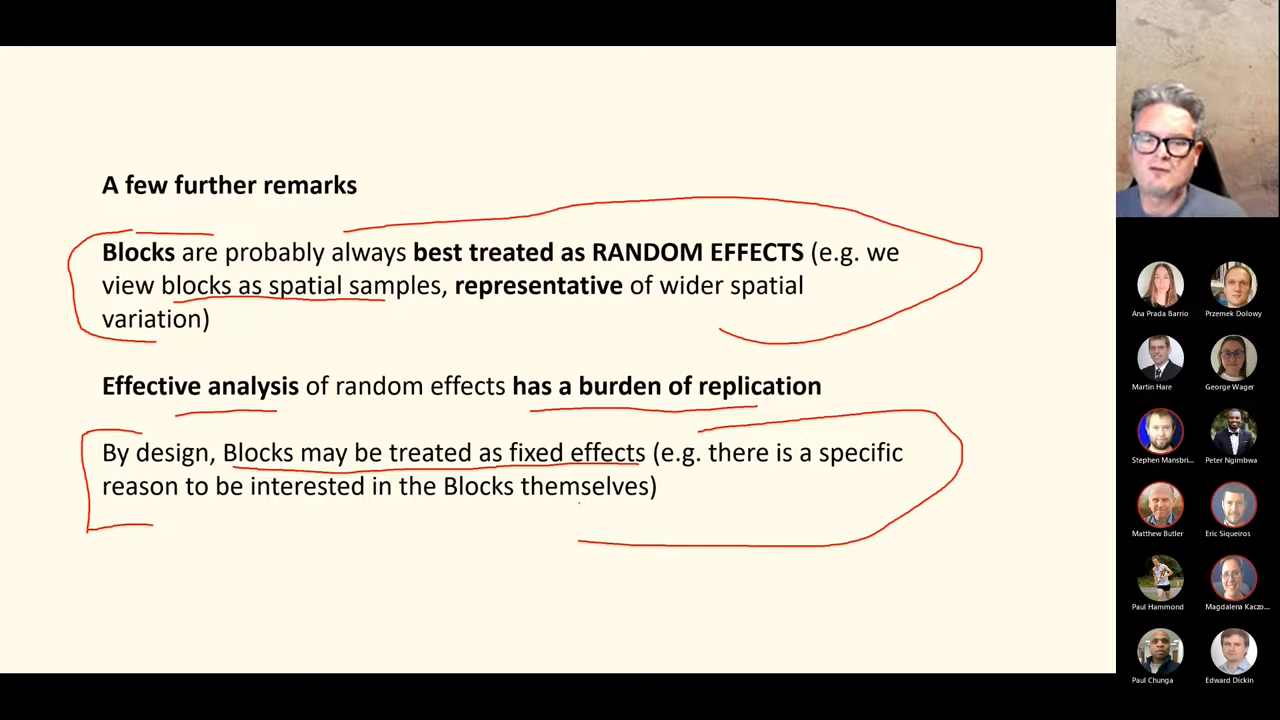 A few further remarks
Blocks are probably always best treated as RANDOM EFFECTS (e.g. we
view blocks as spatial samples, representative of wider spatial
variation)
Effective analysis of random effects has a burden of replication
By design, Blocks may be treated as fixed effects (e.g. there is a specific
reason to be interested in the Blocks themselves)
Ana Prada Barrio
Przemek Dolowy
Martin Hare
George Wager
Stephen Mansbri...
Peter Ngimbwa
Matthew Butler
Eric Siqueiros
Paul Hammond
Magdalena Kaczo...
Paul Chunga
Edward Dickin